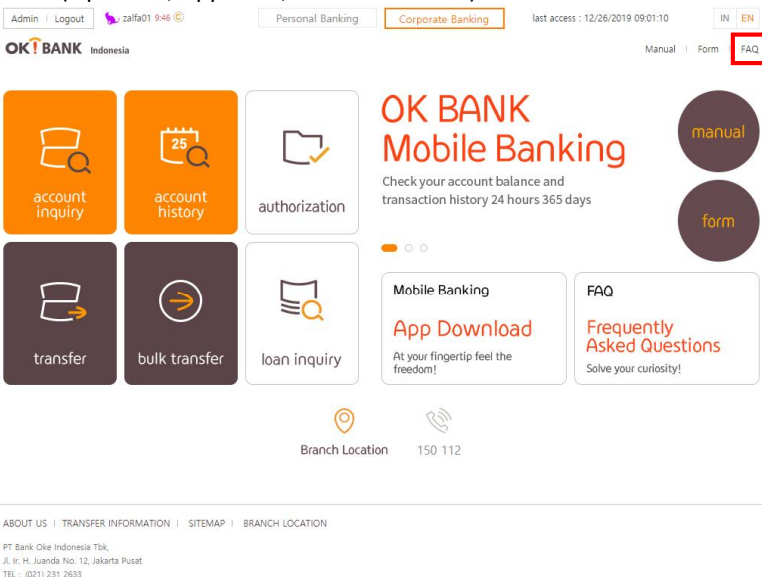 Admin | Logout zalfa01 9:46 © Personal Banking Corporate Banking last access : 12/26/2019 09:01:10 IN EN
OK! BANK Indonesia Manual | Form | FAQ
account
inquiry
25
account
history
authorization
OK BANK
Mobile Banking
Check your account balance and
transaction history 24 hours 365 days
manual
form
transfer
bulk transfer
loan inquiry
Mobile Banking
App Download
At your fingertip feel the
freedom!
FAQ
Frequently
Asked Questions
Solve your curiosity!
Branch Location 150 112
ABOUT US | TRANSFER INFORMATION | SITEMAP | BRANCH LOCATION
PT Bank Oke Indonesia Tbk,
Jl. Ir. H. Juanda No. 12, Jakarta Pusat
TEL : (021) 231 2633